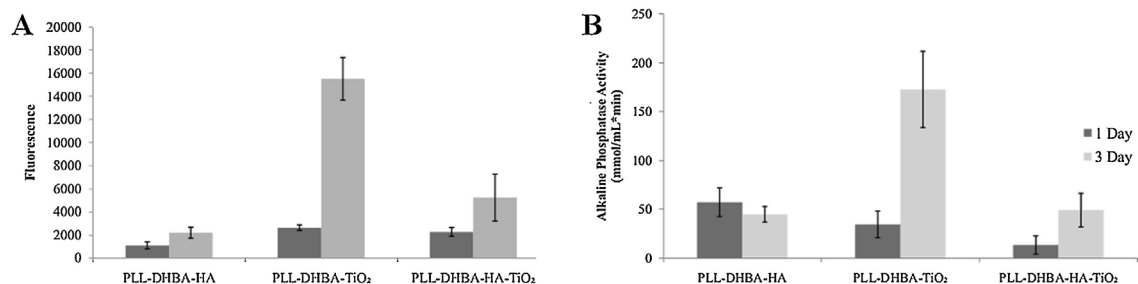 A
20000
18000
16000
14000
12000
10000
8000
6000
4000
2000
0
Fluorescence
PLL-DHBA-HA
PLL-DHBA-TiO₂
PLL-DHBA-HA-TiO₂
B
250
200
150
100
50
0
Alkaline Phosphatase Activity
(mmol/mL*min)
PLL-DHBA-HA
PLL-DHBA-TiO₂
PLL-DHBA-HA-TiO₂
1 Day
3 Day